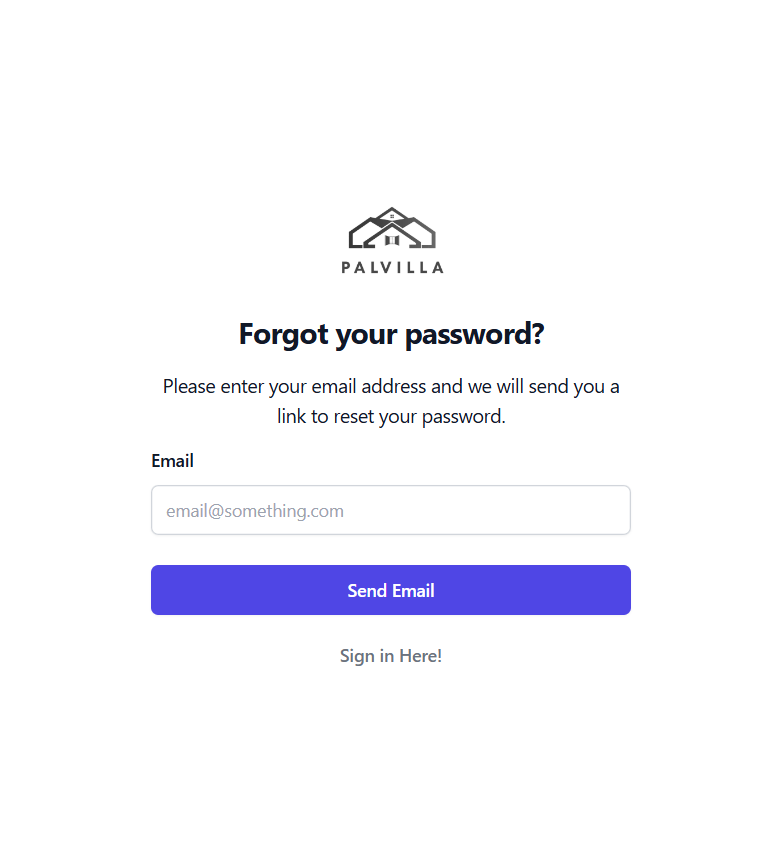 PALVILLA
Forgot your password?
Please enter your email address and we will send you a
link to reset your password.
Email
email@something.com
Send Email
Sign in Here!